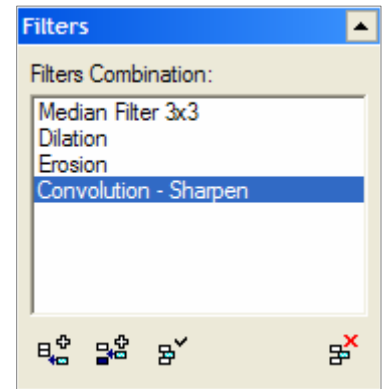 Filters
Filters Combination:
Median Filter 3x3
Dilation
Erosion
Convolution - Sharpen